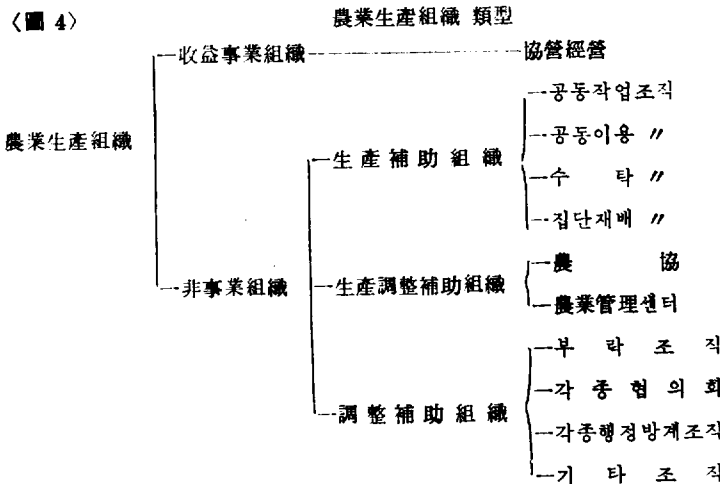 〈圖 4〉 農業生産組織 類型
收益事業組織 協營經營
공동작업조직
農業生産組織 공동이용 〃
生産補助組織
수 탁 〃
집단재배 〃
農 協
非事業組織 生産調整補助組織
農業管理센터
부 락 조 직
각 종 협 의 회
調整補助組織
각종행정방제조직
기 타 조 직